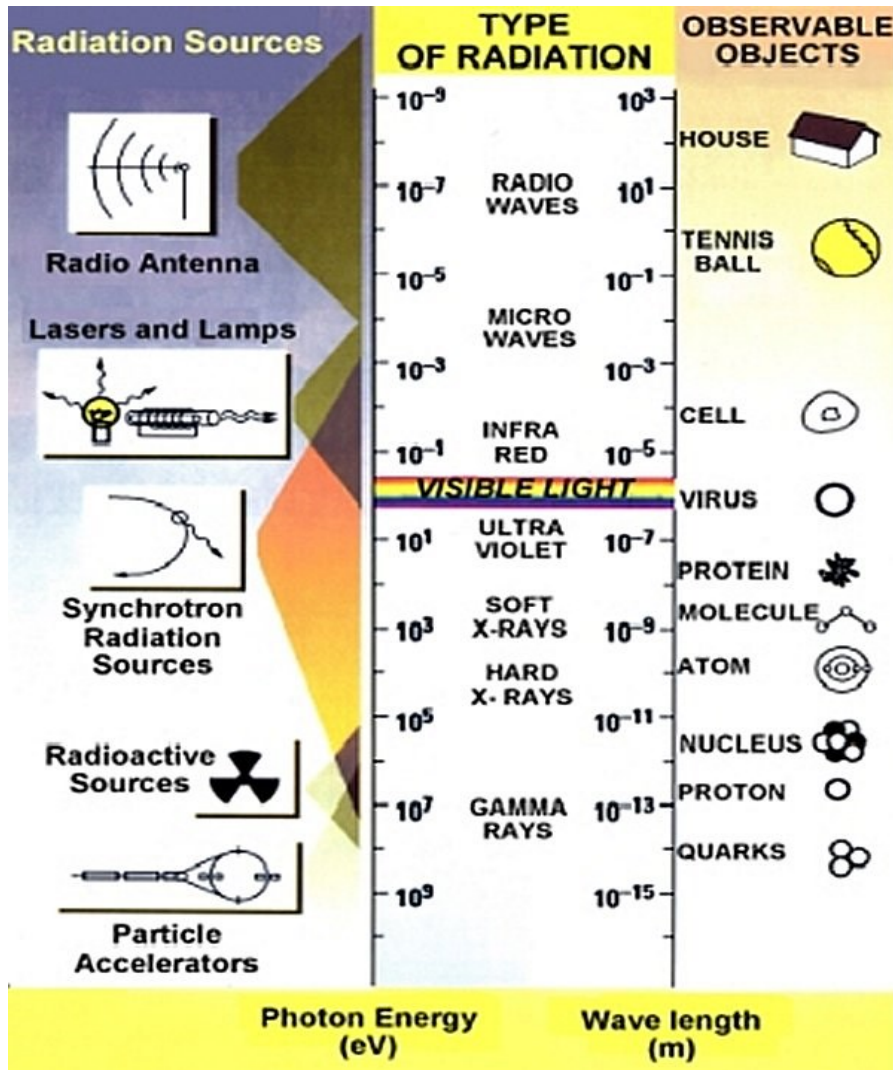 Radiation Sources
TYPE
OF RADIATION
OBSERVABLE
OBJECTS
Radio Antenna
Lasers and Lamps
Synchrotron
Radiation
Sources
Radioactive
Sources
Particle
Accelerators
10⁻⁹
10⁻⁷
10⁻⁵
10⁻³
10⁻¹
10¹
10³
10⁵
10⁷
10⁹
RADIO
WAVES
MICRO
WAVES
INFRA
RED
VISIBLE LIGHT
ULTRA
VIOLET
SOFT
X-RAYS
HARD
X- RAYS
GAMMA
RAYS
10³
10¹
10⁻¹
10⁻³
10⁻⁵
10⁻⁷
10⁻⁹
10⁻¹¹
10⁻¹³
10⁻¹⁵
HOUSE
TENNIS
BALL
CELL
VIRUS
PROTEIN
MOLECULE
ATOM
NUCLEUS
PROTON
QUARKS
Photon Energy
(eV)
Wave length
(m)